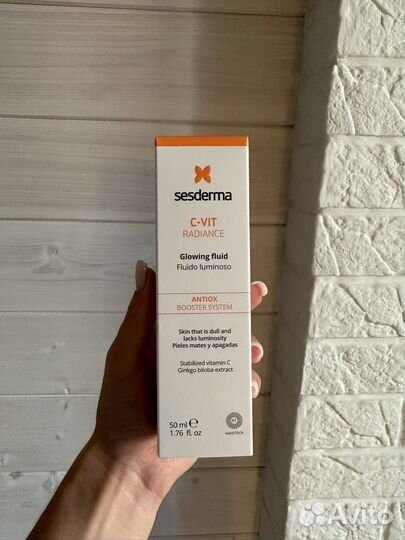 sesderma
C-VIT
RADIANCE
Glowing fluid
Fluido luminoso
ANTIOX
BOOSTER SYSTEM
Skin that is dull and
lacks luminosity
Pieles mates y apagadas
Stabilized vitamin C
Ginkgo biloba extract
50 ml ℮
1.76 fl. oz
NANOTECH
Avito